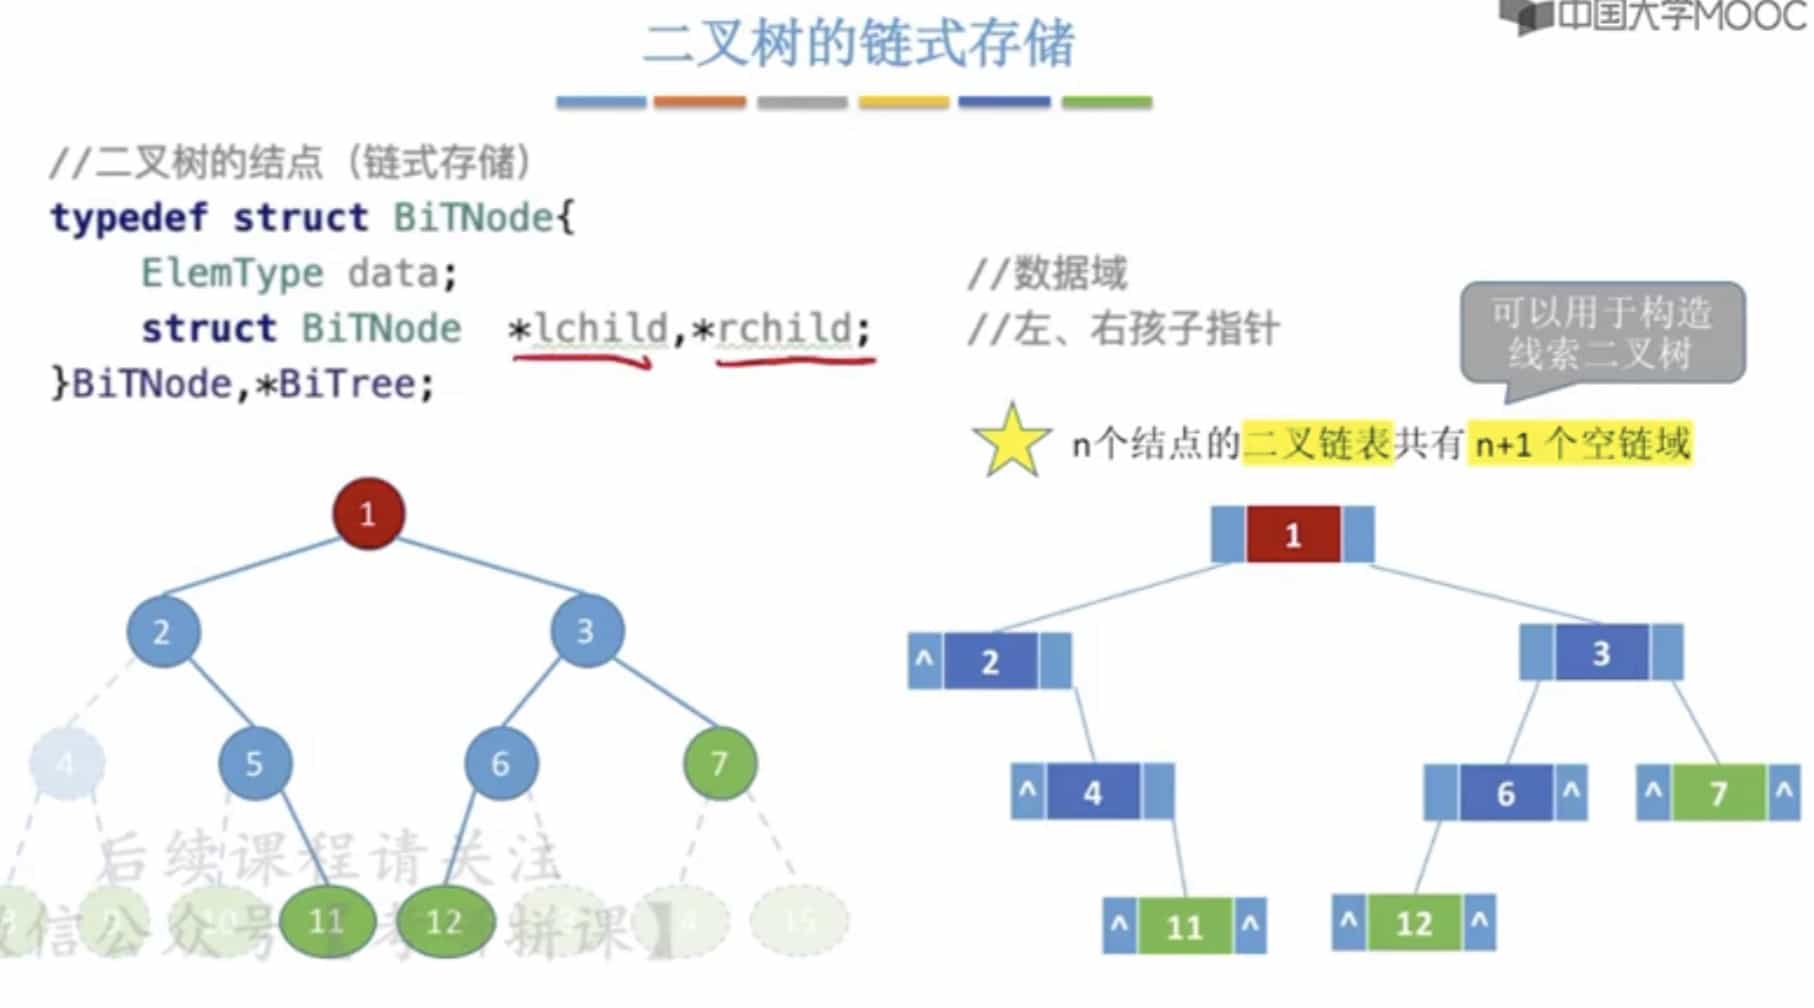 中国大学MOOC
二叉树的链式存储
//二叉树的结点（链式存储）
typedef struct BiTNode{
ElemType data; //数据域
struct BiTNode *lchild,*rchild; //左、右孩子指针
}BiTNode,*BiTree;
可以用于构造
线索二叉树
n个结点的二叉链表共有 n+1 个空链域
1
2 3
4 5 6 7
8 9 10 11 12 15
后续课程请关注
信公众号【考 拼课】
1
^ 2 3
^ 4 6 ^ ^ 7 ^
^ 11 ^ ^ 12 ^